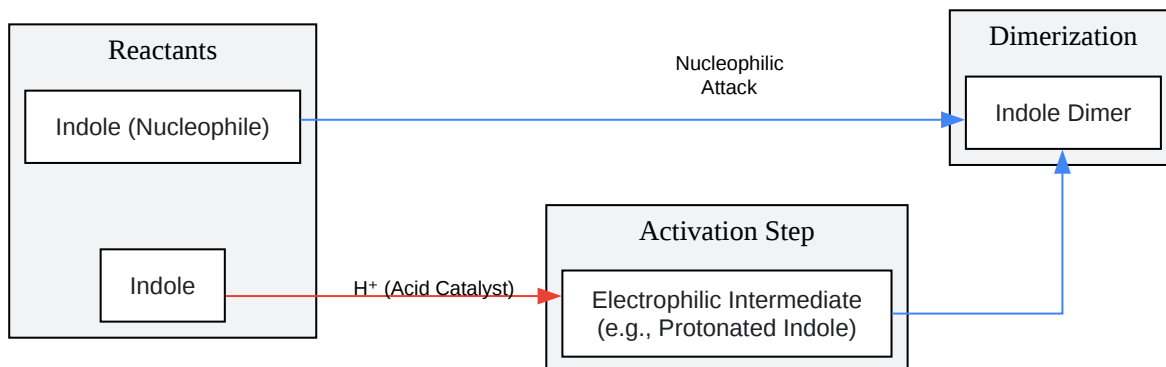 Reactants
Indole (Nucleophile)
Indole
Nucleophilic
Attack
Dimerization
Indole Dimer
H⁺ (Acid Catalyst)
Activation Step
Electrophilic Intermediate
(e.g., Protonated Indole)